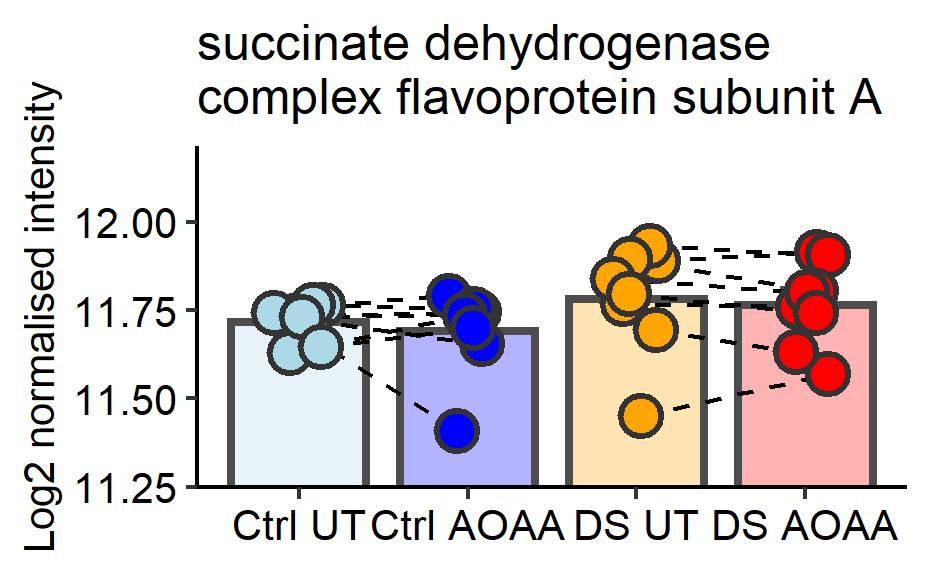 succinate dehydrogenase
complex flavoprotein subunit A
Log2 normalised intensity
12.00
11.75
11.50
11.25
Ctrl UT Ctrl AOAA DS UT DS AOAA